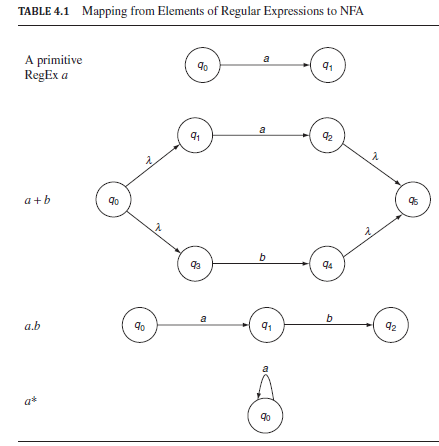 TABLE 4.1 Mapping from Elements of Regular Expressions to NFA
A primitive
RegEx a
q0 a q1
q1 a q2
λ λ
a + b q0 q5
λ λ
q3 b q4
a.b q0 a q1 b q2
a
a* q0